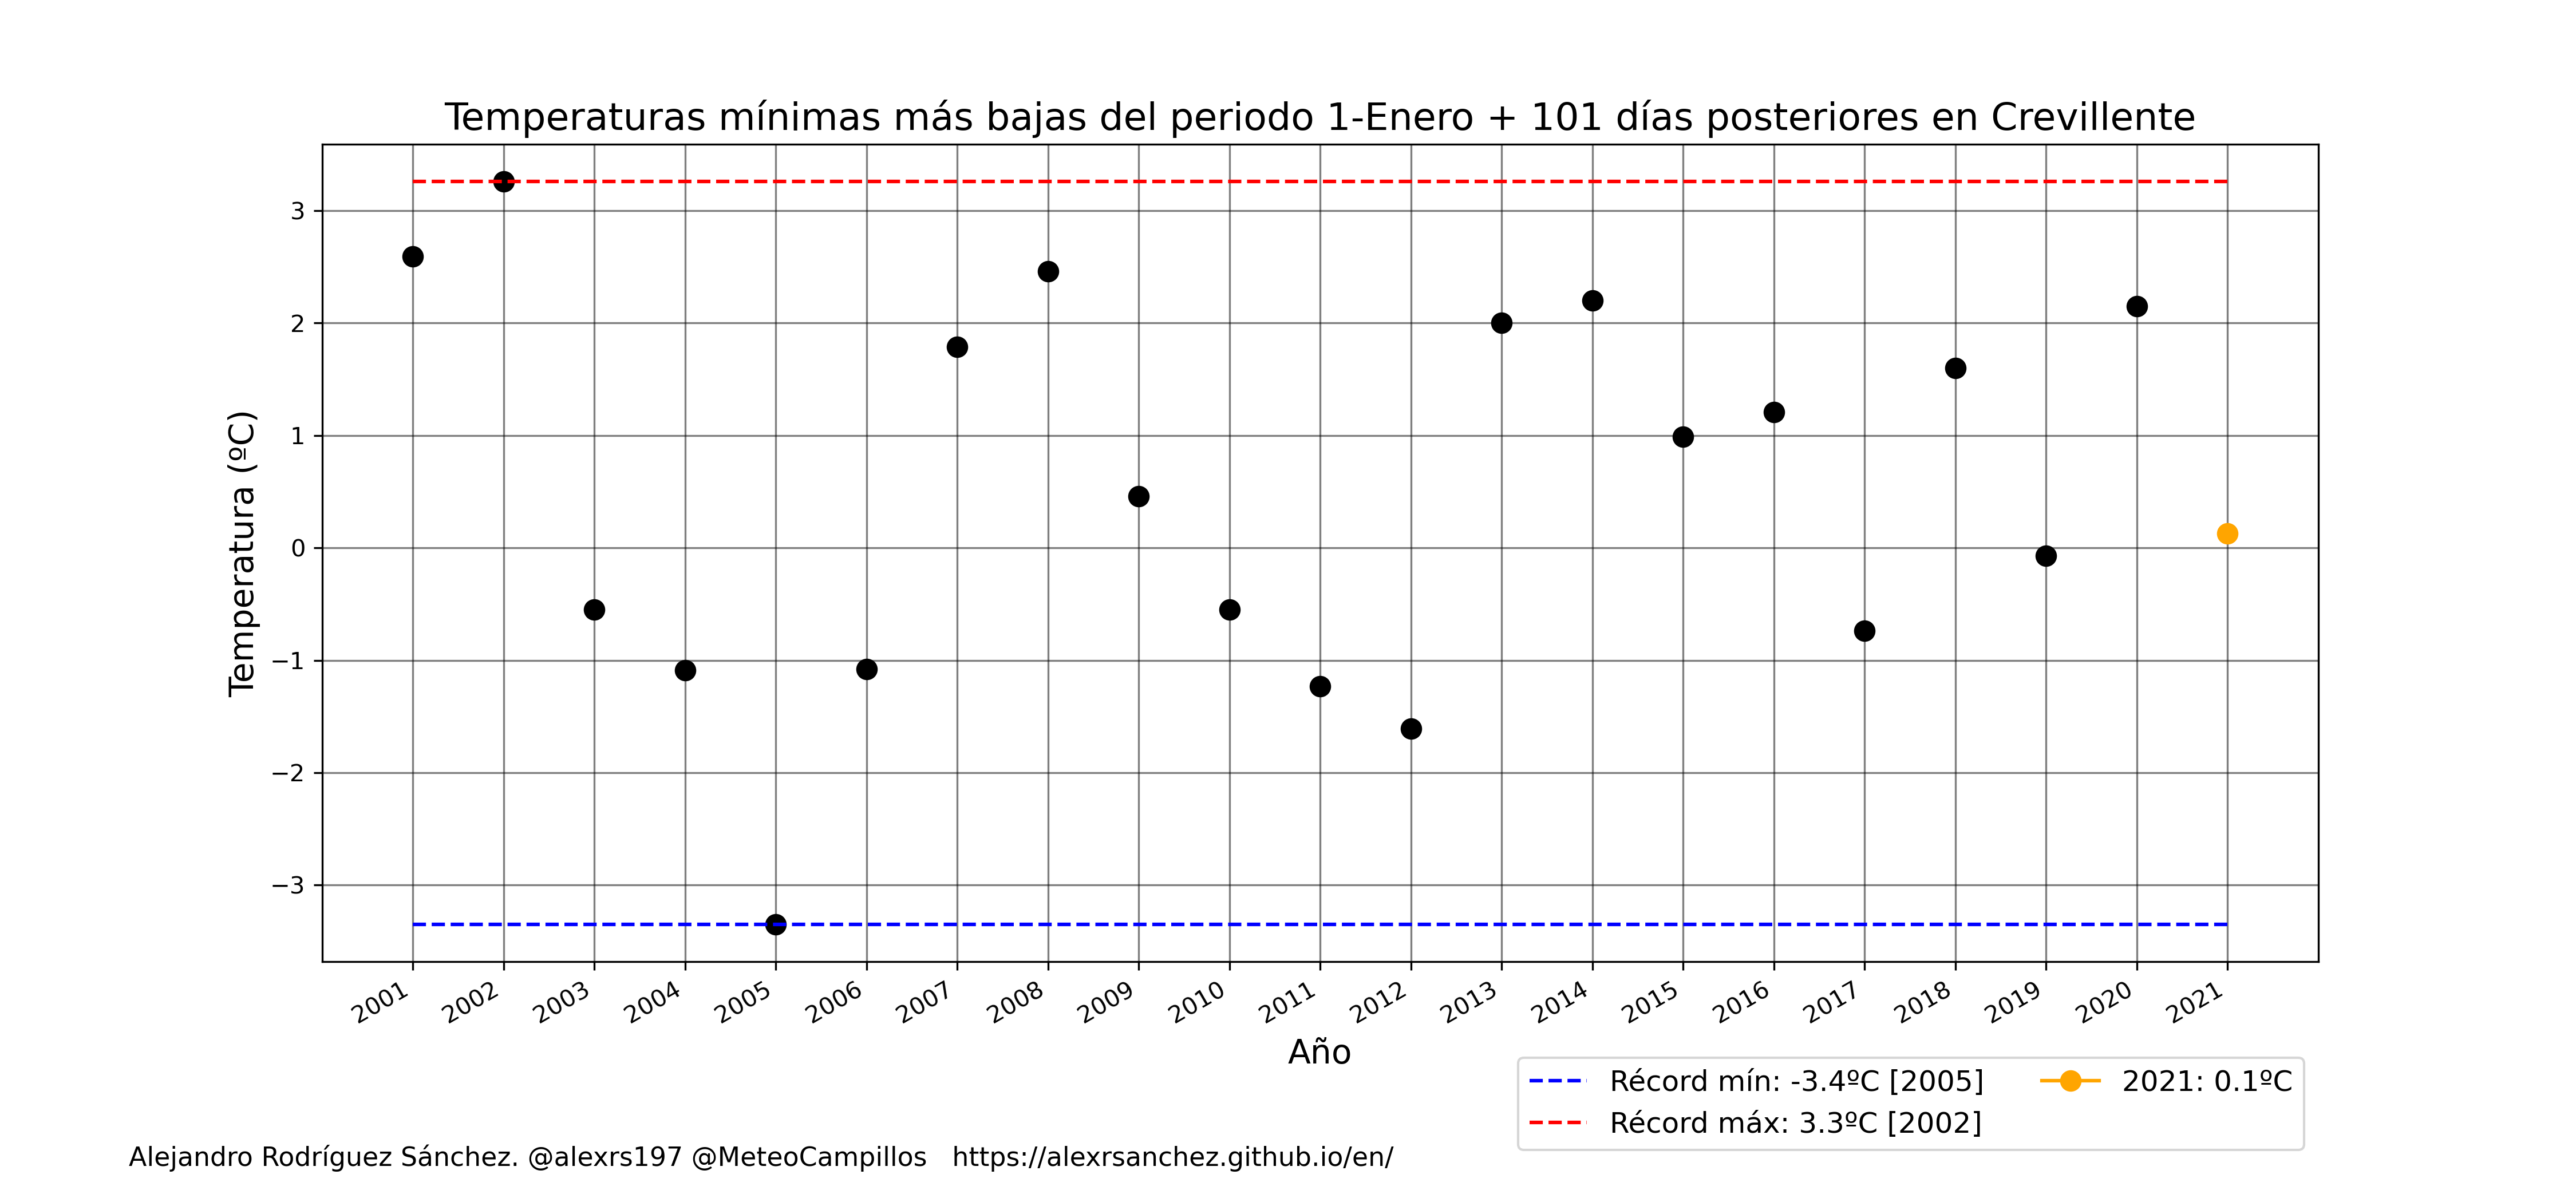 Temperaturas mínimas más bajas del periodo 1-Enero + 101 días posteriores en Crevillente
Temperatura (ºC)
3
2
1
0
−1
−2
−3
2001 2002 2003 2004 2005 2006 2007 2008 2009 2010 2011 2012 2013 2014 2015 2016 2017 2018 2019 2020 2021
Año
Récord mín: -3.4ºC [2005]
Récord máx: 3.3ºC [2002]
2021: 0.1ºC
Alejandro Rodríguez Sánchez. @alexrs197 @MeteoCampillos https://alexrsanchez.github.io/en/